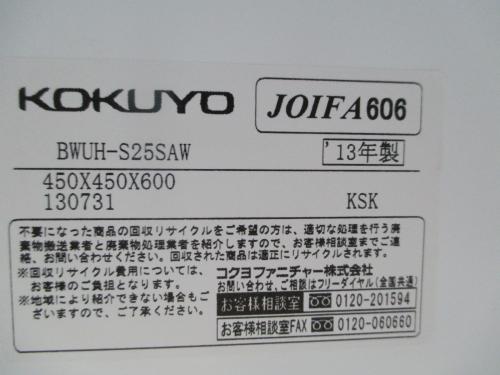 KOKUYO JOIFA606
BWUH-S25SAW '13年製
450X450X600
130731 KSK
不要になった商品の回収リサイクルをご希望の方は、適切な処理を行う廃
棄物搬送業者と廃棄物処理業者を紹介しますので、お客様相談室までご連
絡、お問い合わせください。回収された商品は適正にリサイクルされます。
※回収リサイクル費用については、
お客様のご負担となります。
※地域により紹介できない場合もご
ざいますので、ご了承ください。
コクヨファニチャー株式会社
お問い合わせ、ご相談はフリーダイヤル(全国共通)
お客様相談室 0120-201594
お客様相談室FAX 0120-060660